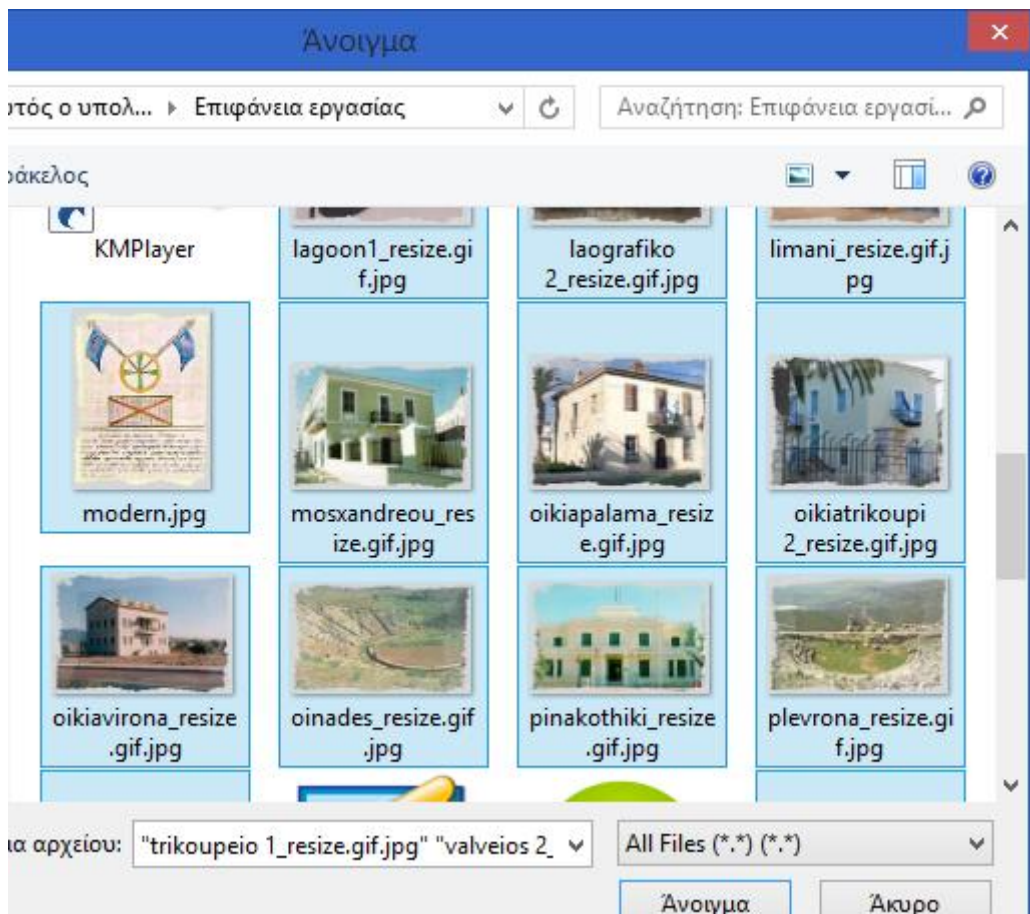 Άνοιγμα
υτός ο υπολ... Επιφάνεια εργασίας
Αναζήτηση: Επιφάνεια εργασί...
άκελος
KMPlayer
lagoon1_resize.gi
f.jpg
laografiko
2_resize.gif.jpg
limani_resize.gif.j
pg
modern.jpg
mosxandreou_res
ize.gif.jpg
oikiapalama_resiz
e.gif.jpg
oikiatrikoupi
2_resize.gif.jpg
oikiavirona_resize
.gif.jpg
oinades_resize.gif
.jpg
pinakothiki_resize
.gif.jpg
plevrona_resize.gi
f.jpg
α αρχείου: "trikoupeio 1_resize.gif.jpg" "valveios 2_
All Files (*.*) (*.*)
Άνοιγμα
Άκυρο